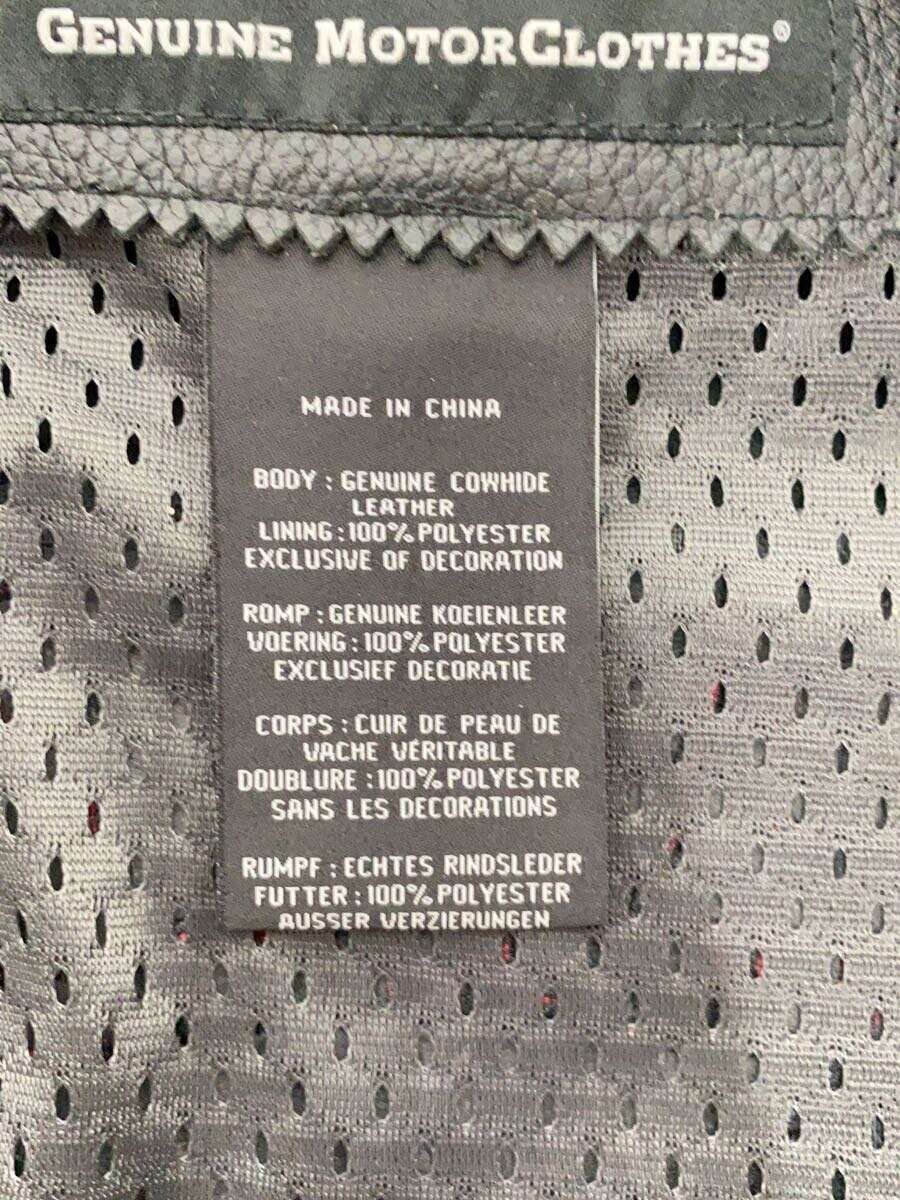 GENUINE MOTORCLOTHES®
MADE IN CHINA
BODY : GENUINE COWHIDE
LEATHER
LINING : 100% POLYESTER
EXCLUSIVE OF DECORATION
ROMP : GENUINE KOEIENLEER
VOERING : 100% POLYESTER
EXCLUSIEF DECORATIE
CORPS : CUIR DE PEAU DE
VACHE VÉRITABLE
DOUBLURE : 100% POLYESTER
SANS LES DECORATIONS
RUMPF : ECHTES RINDSLEDER
FUTTER : 100% POLYESTER
AUSSER VERZIERUNGEN